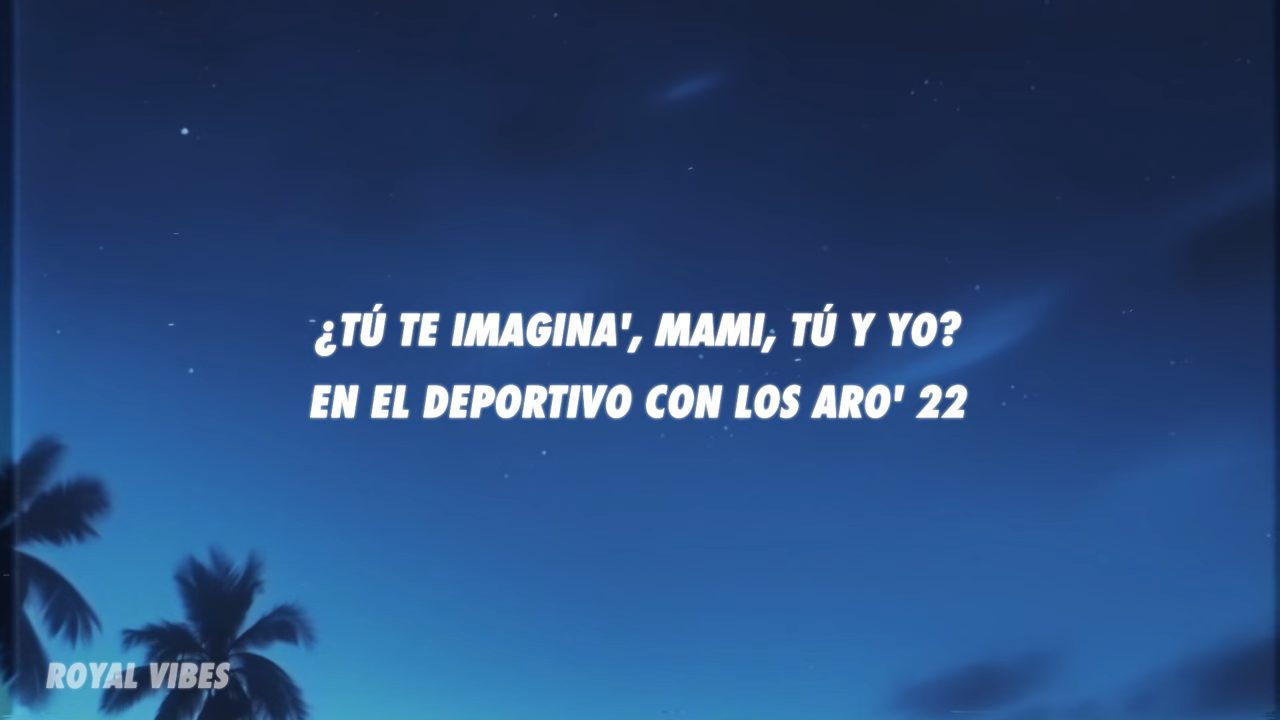 ¿TÚ TE IMAGINA', MAMI, TÚ Y YO?
EN EL DEPORTIVO CON LOS ARO' 22
ROYAL VIBES